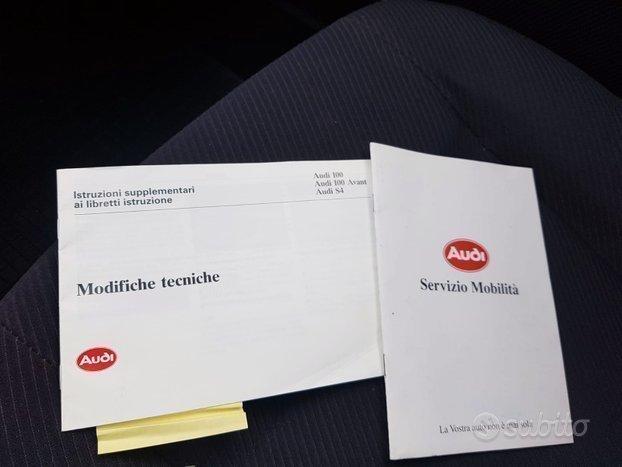 Istruzioni supplementari
ai libretti istruzione
Audi 100
Audi 100 Avant
Audi S4
Modifiche tecniche
Audi
Audi
Servizio Mobilità
La Vostra auto non è mai sola
subito